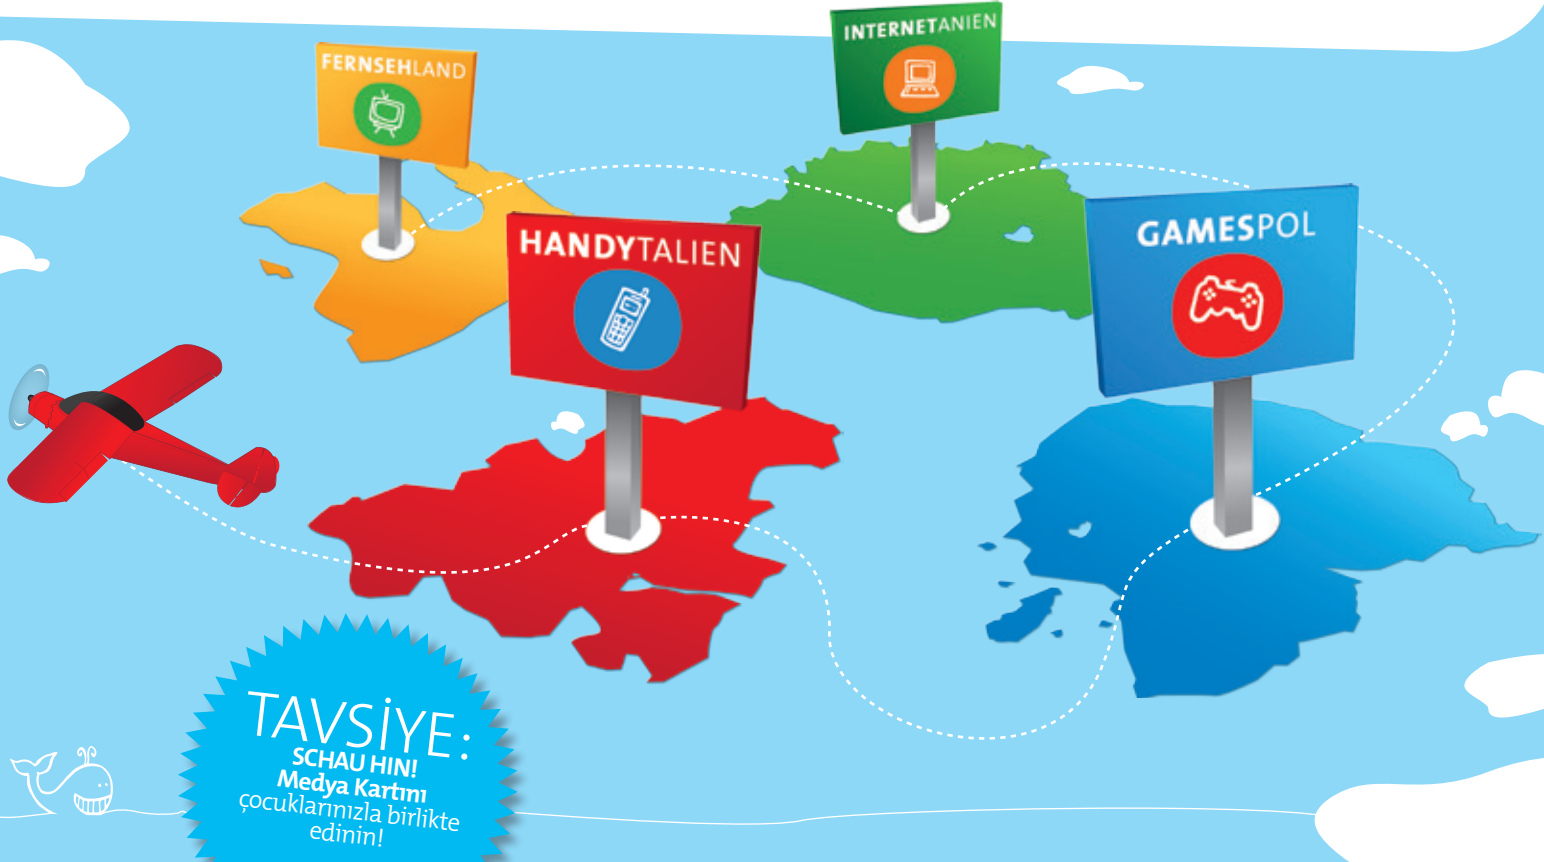 FERNSEHLAND
INTERNETANIEN
HANDYTALIEN
GAMESPOL
TAVSİYE:
SCHAU HIN!
Medya Kartını
çocuklarınızla birlikte
edinin!